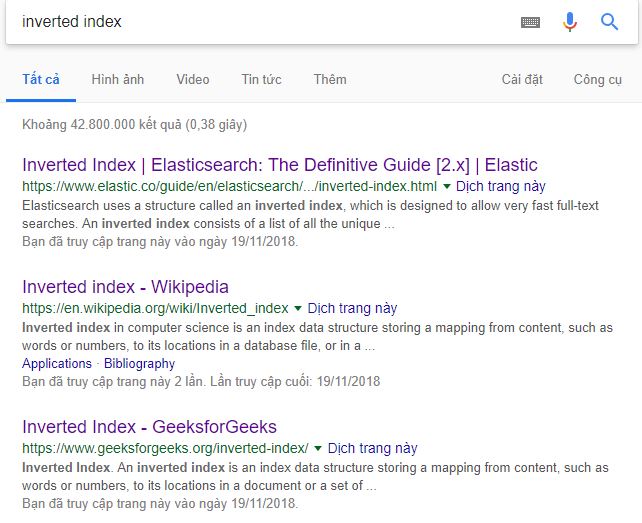 inverted index
Tất cả Hình ảnh Video Tin tức Thêm Cài đặt Công cụ
Khoảng 42.800.000 kết quả (0,38 giây)
Inverted Index | Elasticsearch: The Definitive Guide [2.x] | Elastic
https://www.elastic.co/guide/en/elasticsearch/.../inverted-index.html ▼ Dịch trang này
Elasticsearch uses a structure called an inverted index, which is designed to allow very fast full-text
searches. An inverted index consists of a list of all the unique ...
Bạn đã truy cập trang này vào ngày 19/11/2018.
Inverted index - Wikipedia
https://en.wikipedia.org/wiki/Inverted_index ▼ Dịch trang này
Inverted index in computer science is an index data structure storing a mapping from content, such as
words or numbers, to its locations in a database file, or in a ...
Applications · Bibliography
Bạn đã truy cập trang này 2 lần. Lần truy cập cuối: 19/11/2018
Inverted Index - GeeksforGeeks
https://www.geeksforgeeks.org/inverted-index/ ▼ Dịch trang này
Inverted Index. An inverted index is an index data structure storing a mapping from content, such as
words or numbers, to its locations in a document or a set of ...
Bạn đã truy cập trang này vào ngày 19/11/2018.